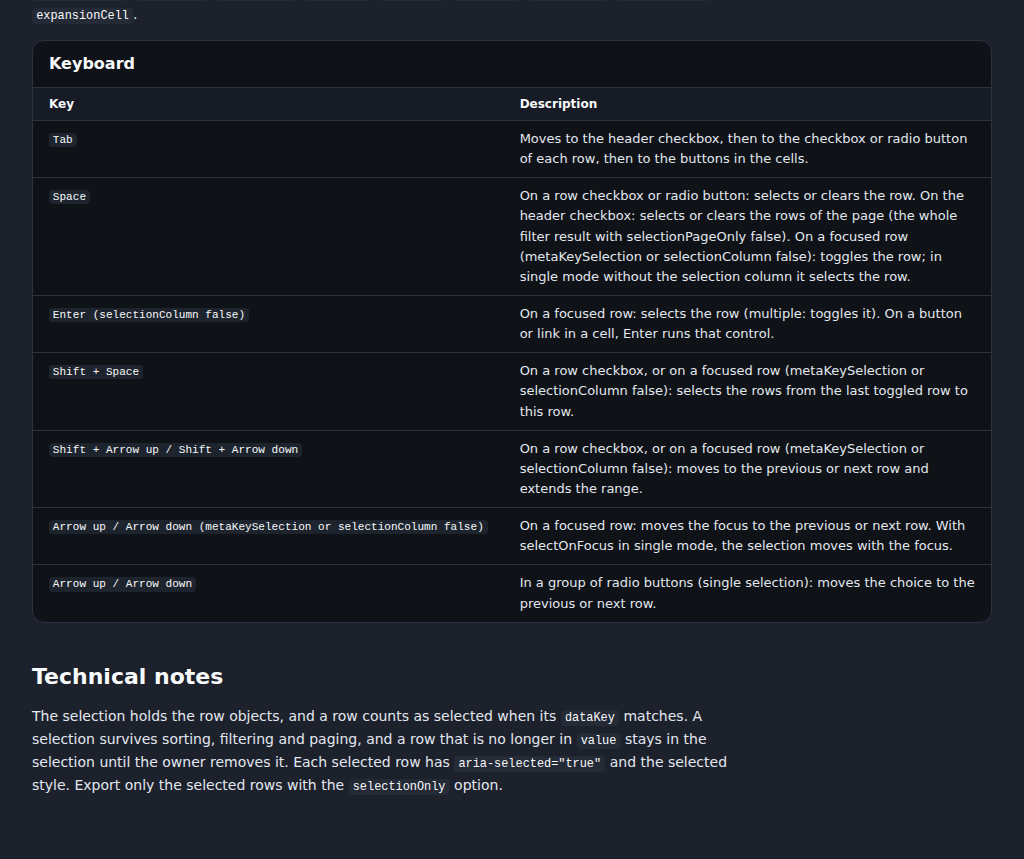 expansionCell.
Keyboard
Key Description
Tab Moves to the header checkbox, then to the checkbox or radio button
of each row, then to the buttons in the cells.
Space On a row checkbox or radio button: selects or clears the row. On the
header checkbox: selects or clears the rows of the page (the whole
filter result with selectionPageOnly false). On a focused row
(metaKeySelection or selectionColumn false): toggles the row; in
single mode without the selection column it selects the row.
Enter (selectionColumn false) On a focused row: selects the row (multiple: toggles it). On a button
or link in a cell, Enter runs that control.
Shift + Space On a row checkbox, or on a focused row (metaKeySelection or
selectionColumn false): selects the rows from the last toggled row to
this row.
Shift + Arrow up / Shift + Arrow down On a row checkbox, or on a focused row (metaKeySelection or
selectionColumn false): moves to the previous or next row and
extends the range.
Arrow up / Arrow down (metaKeySelection or selectionColumn false) On a focused row: moves the focus to the previous or next row. With
selectOnFocus in single mode, the selection moves with the focus.
Arrow up / Arrow down In a group of radio buttons (single selection): moves the choice to the
previous or next row.
Technical notes
The selection holds the row objects, and a row counts as selected when its dataKey matches. A
selection survives sorting, filtering and paging, and a row that is no longer in value stays in the
selection until the owner removes it. Each selected row has aria-selected="true" and the selected
style. Export only the selected rows with the selectionOnly option.